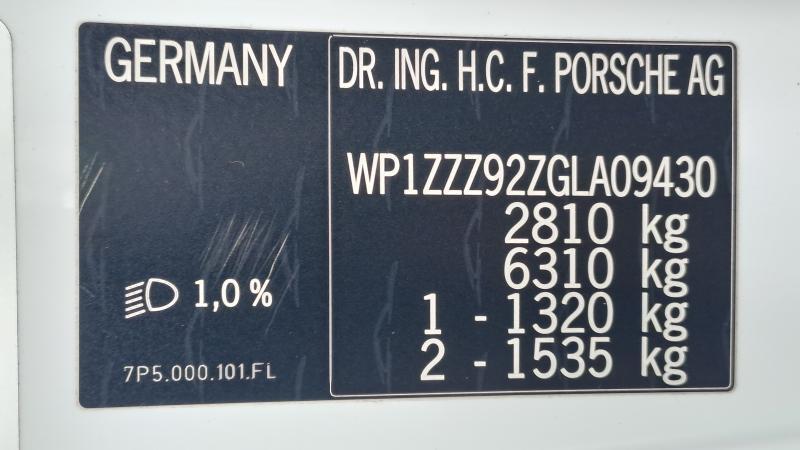 GERMANY
1,0 %
7P5.000.101.FL
DR. ING. H.C. F. PORSCHE AG
WP1ZZZ92ZGLA09430
2810 kg
6310 kg
1 - 1320 kg
2 - 1535 kg